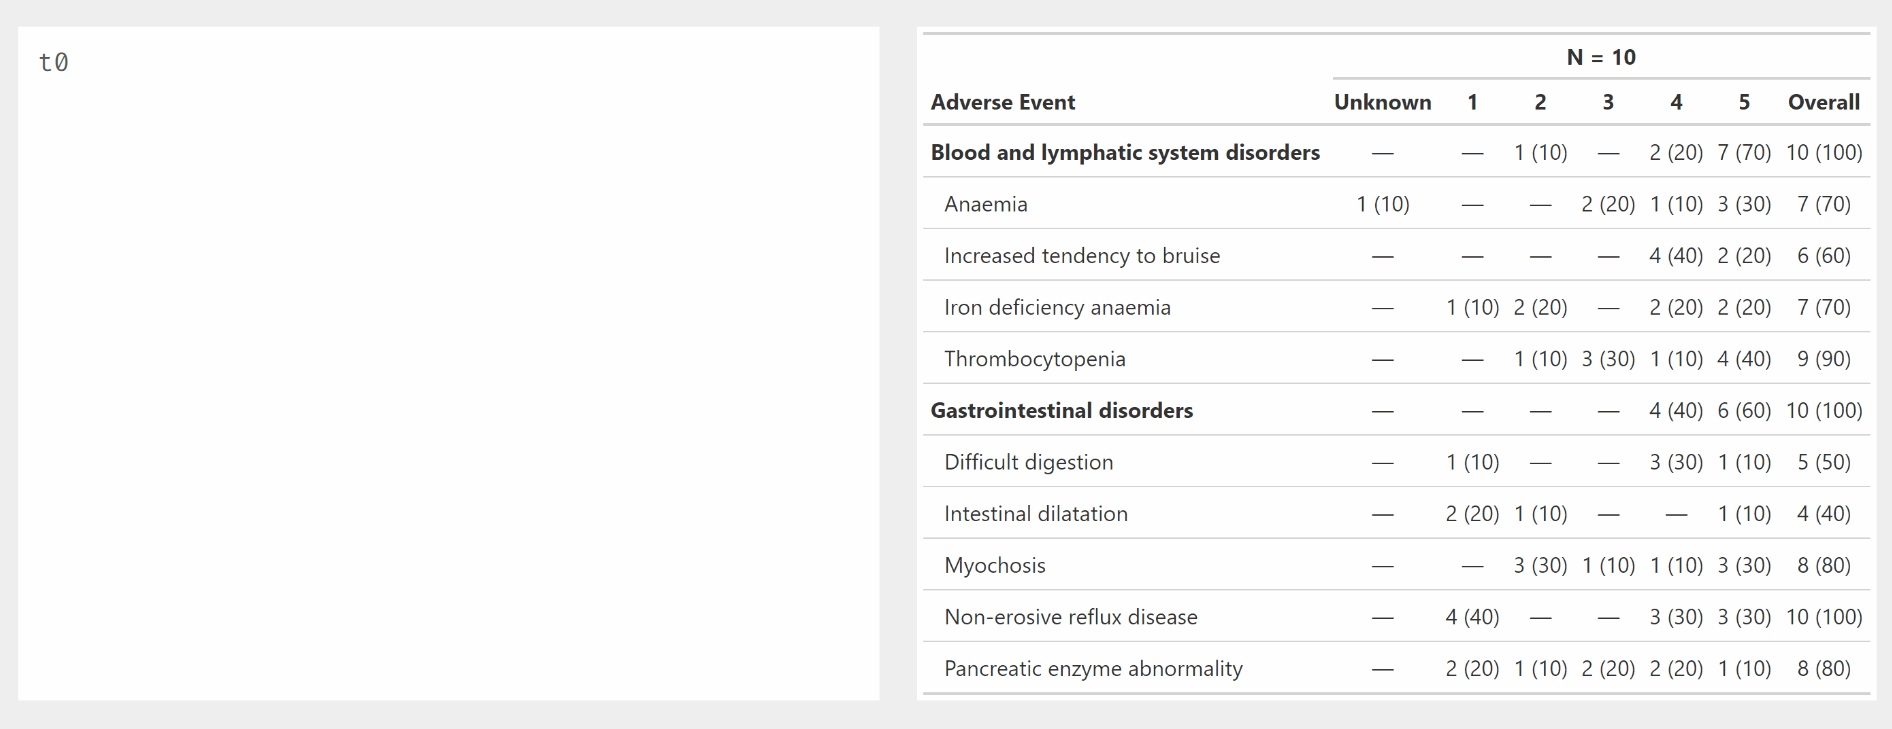 t0
N = 10
Adverse Event Unknown 1 2 3 4 5 Overall
Blood and lymphatic system disorders — — 1 (10) — 2 (20) 7 (70) 10 (100)
Anaemia 1 (10) — — 2 (20) 1 (10) 3 (30) 7 (70)
Increased tendency to bruise — — — — 4 (40) 2 (20) 6 (60)
Iron deficiency anaemia — 1 (10) 2 (20) — 2 (20) 2 (20) 7 (70)
Thrombocytopenia — — 1 (10) 3 (30) 1 (10) 4 (40) 9 (90)
Gastrointestinal disorders — — — — 4 (40) 6 (60) 10 (100)
Difficult digestion — 1 (10) — — 3 (30) 1 (10) 5 (50)
Intestinal dilatation — 2 (20) 1 (10) — — 1 (10) 4 (40)
Myochosis — — 3 (30) 1 (10) 1 (10) 3 (30) 8 (80)
Non-erosive reflux disease — 4 (40) — — 3 (30) 3 (30) 10 (100)
Pancreatic enzyme abnormality — 2 (20) 1 (10) 2 (20) 2 (20) 1 (10) 8 (80)